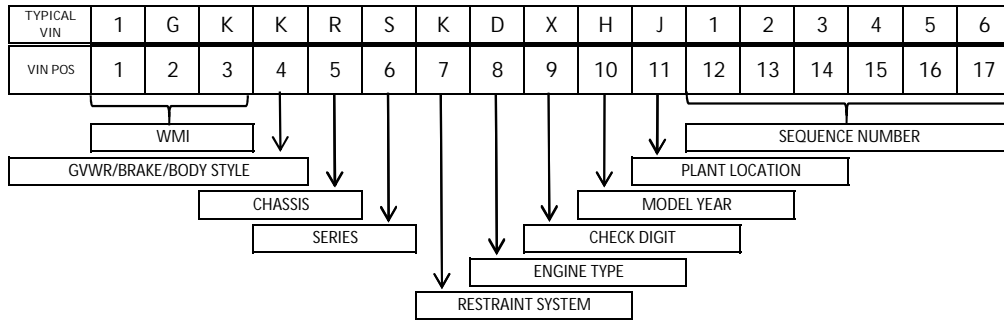 TYPICAL VIN 1 G K K R S K D X H J 1 2 3 4 5 6
VIN POS 1 2 3 4 5 6 7 8 9 10 11 12 13 14 15 16 17
WMI SEQUENCE NUMBER
GVWR/BRAKE/BODY STYLE PLANT LOCATION
CHASSIS MODEL YEAR
SERIES CHECK DIGIT
ENGINE TYPE
RESTRAINT SYSTEM